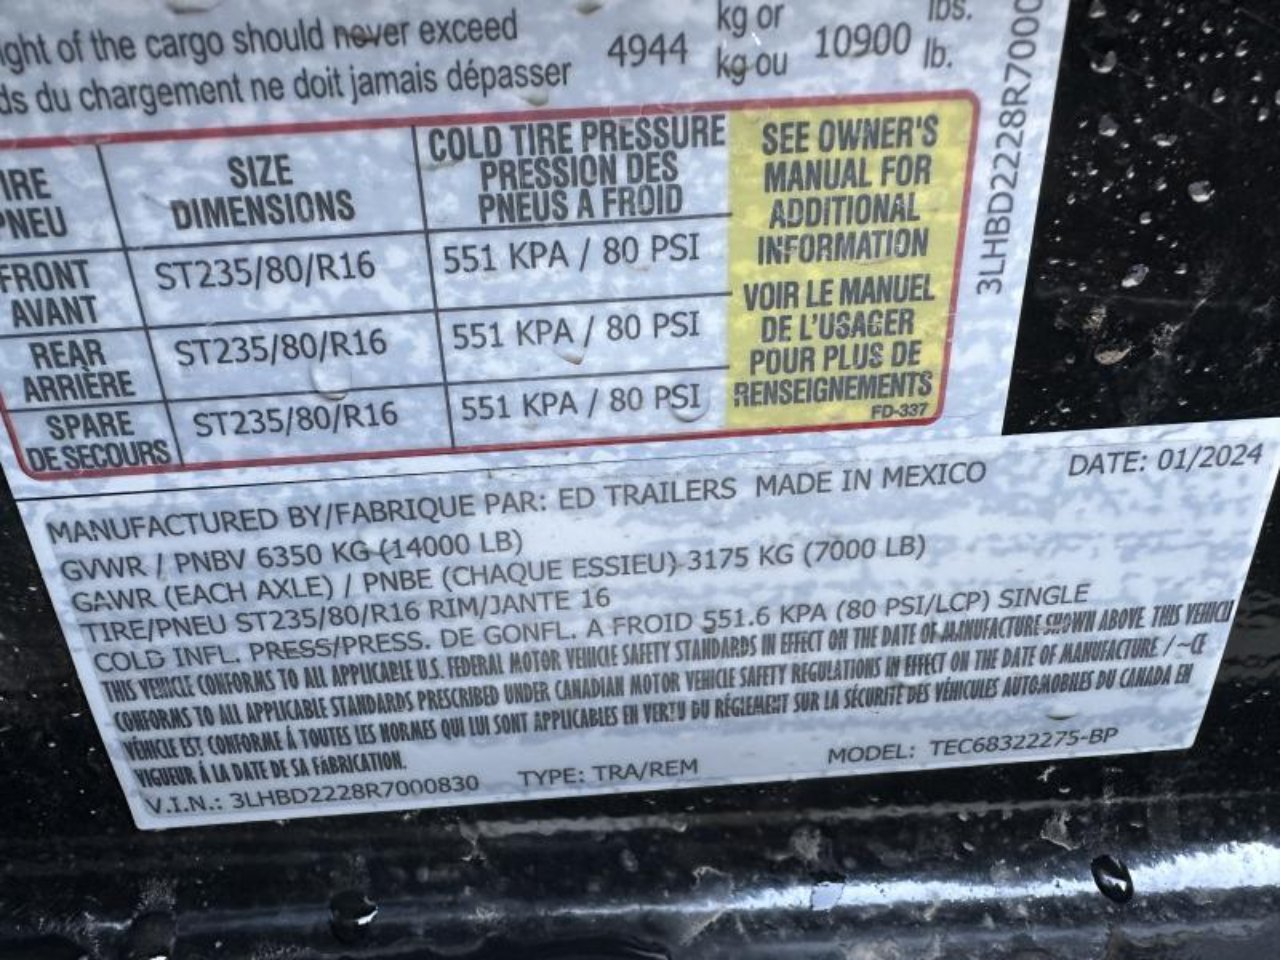 ight of the cargo should never exceed 4944 kg or 10900 lbs.
ds du chargement ne doit jamais dépasser kg ou lb.
IRE SIZE COLD TIRE PRESSURE
PNEU DIMENSIONS PRESSION DES
PNEUS A FROID
FRONT ST235/80/R16 551 KPA / 80 PSI
AVANT
REAR ST235/80/R16 551 KPA / 80 PSI
ARRIÈRE
SPARE ST235/80/R16 551 KPA / 80 PSI
DE SECOURS
SEE OWNER'S
MANUAL FOR
ADDITIONAL
INFORMATION
VOIR LE MANUEL
DE L'USAGER
POUR PLUS DE
RENSEIGNEMENTS
FD-337
3LHBD2228R7000
MANUFACTURED BY/FABRIQUE PAR: ED TRAILERS MADE IN MEXICO DATE: 01/2024
GVWR / PNBV 6350 KG (14000 LB)
GAWR (EACH AXLE) / PNBE (CHAQUE ESSIEU) 3175 KG (7000 LB)
TIRE/PNEU ST235/80/R16 RIM/JANTE 16
COLD INFL. PRESS/PRESS. DE GONFL. A FROID 551.6 KPA (80 PSI/LCP) SINGLE
THIS VEHICLE CONFORMS TO ALL APPLICABLE U.S. FEDERAL MOTOR VEHICLE SAFETY STANDARDS IN EFFECT ON THE DATE OF MANUFACTURE SHOWN ABOVE. THIS VEHICL
CONFORMS TO ALL APPLICABLE STANDARDS PRESCRIBED UNDER CANADIAN MOTOR VEHICLE SAFETY REGULATIONS IN EFFECT ON THE DATE OF MANUFACTURE / ~CE
VÉHICLE EST CONFORME À TOUTES LES NORMES QUI LUI SONT APPLICABLES EN VERTU DU RÉGLEMENT SUR LA SÉCURITÉ DES VÉHICULES AUTOMOBILES DU CANADA EN
VIGUEUR À LA DATE DE SA FABRICATION.
V.I.N.: 3LHBD2228R7000830 TYPE: TRA/REM MODEL: TEC68322275-BP